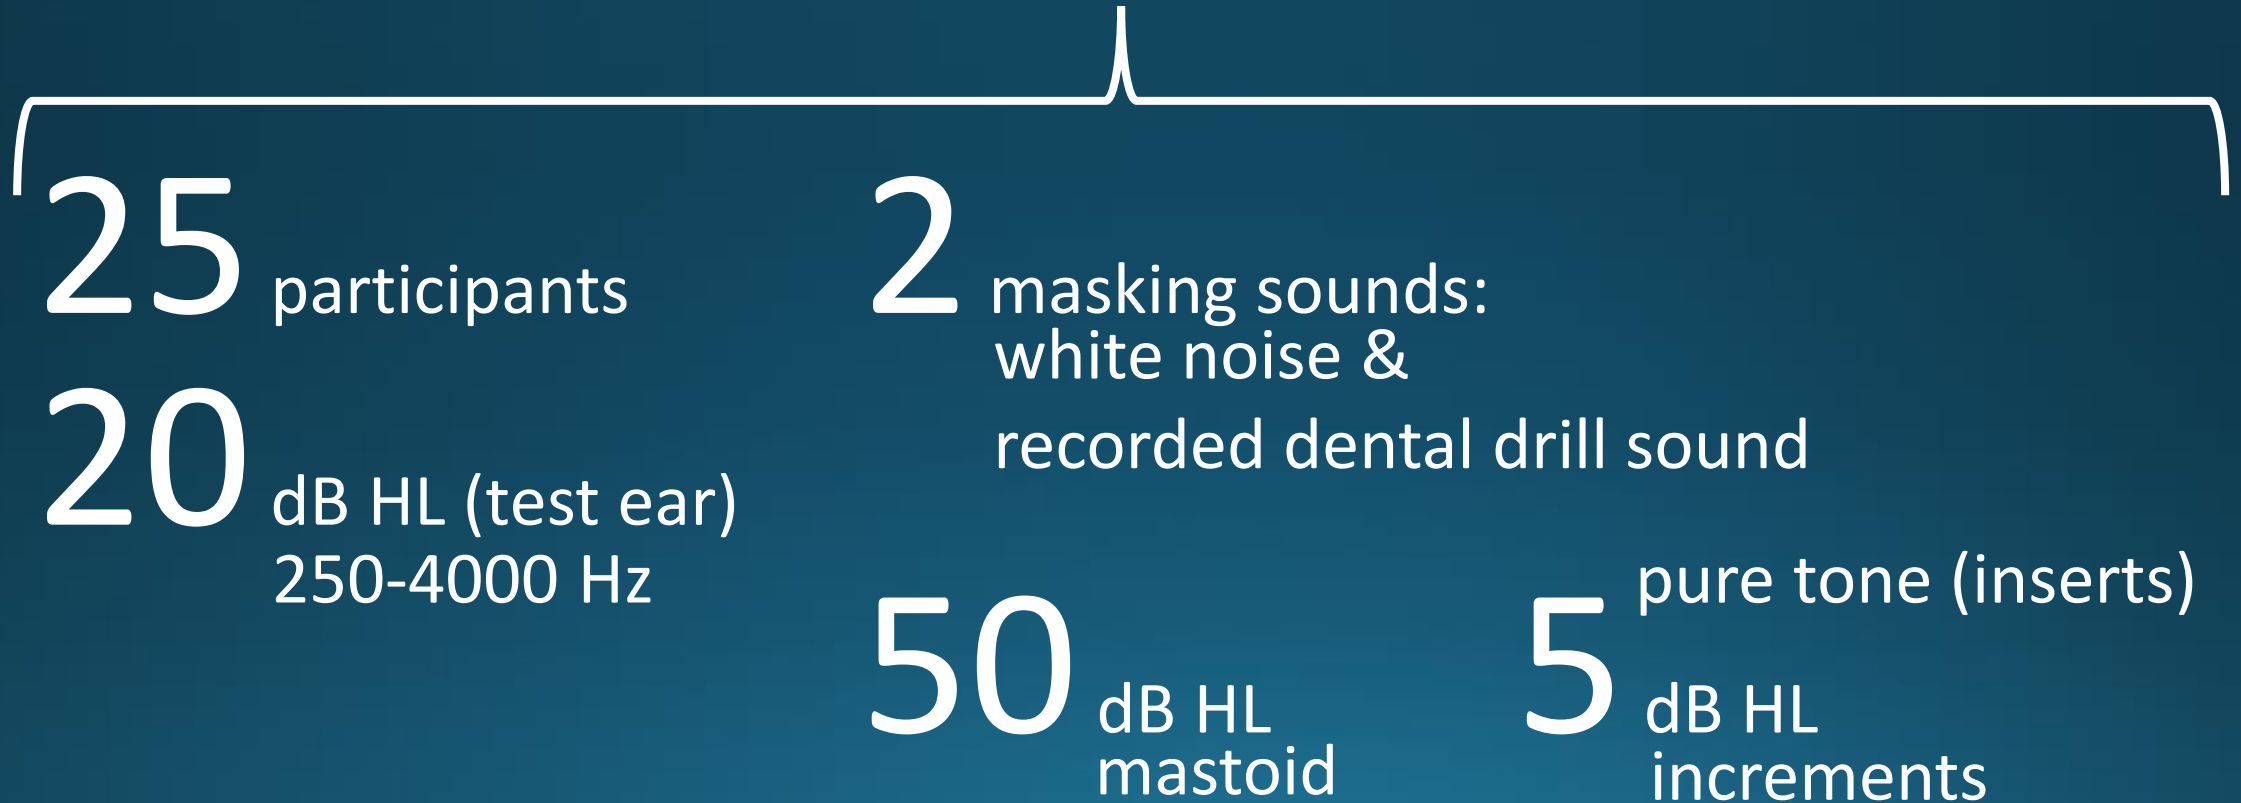 25 participants
20 dB HL (test ear)
250-4000 Hz
2 masking sounds:
white noise &
recorded dental drill sound
50 dB HL
mastoid
pure tone (inserts)
5 dB HL
increments